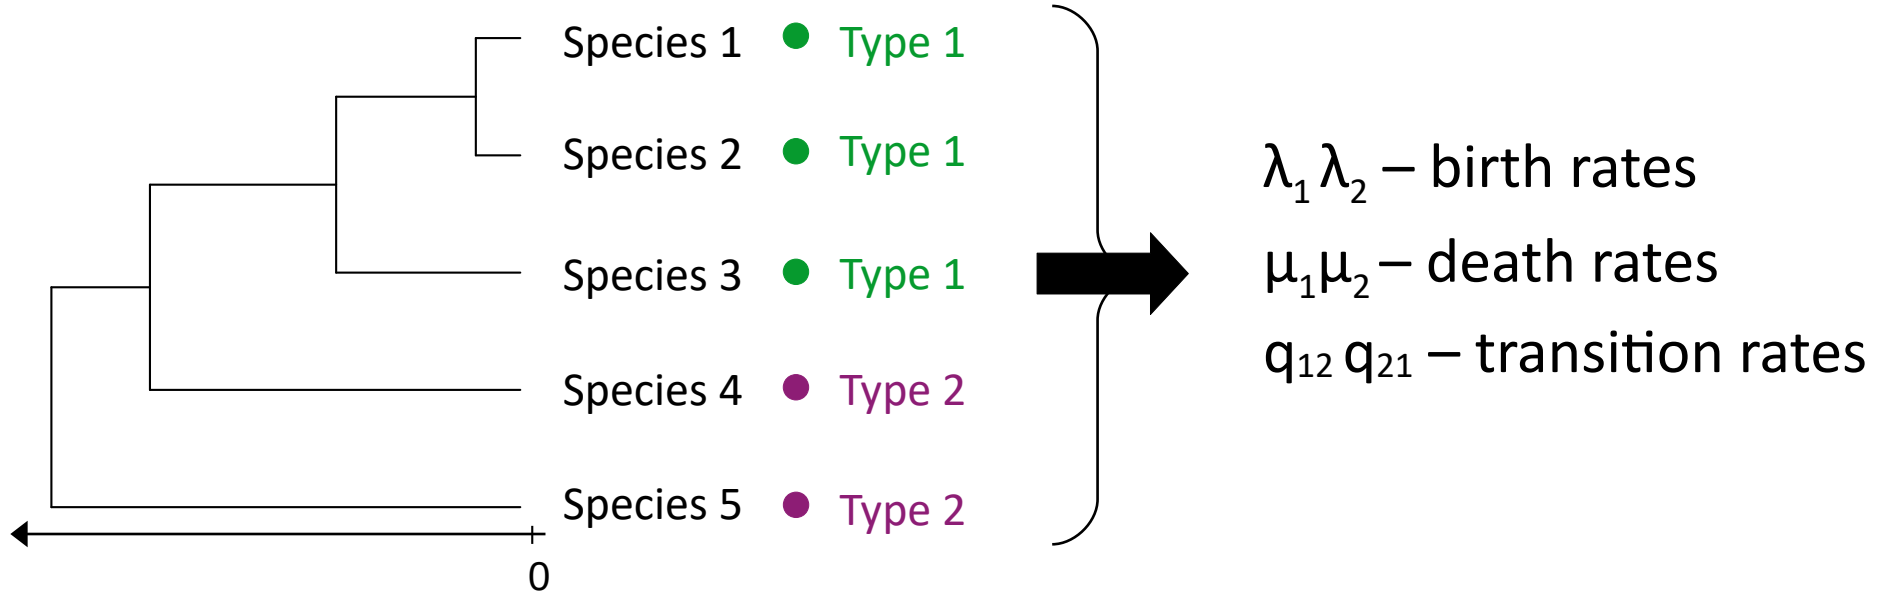 Species 1 Type 1
Species 2 Type 1
Species 3 Type 1
Species 4 Type 2
Species 5 Type 2
0
λ₁ λ₂ – birth rates
μ₁μ₂ – death rates
q₁₂ q₂₁ – transition rates